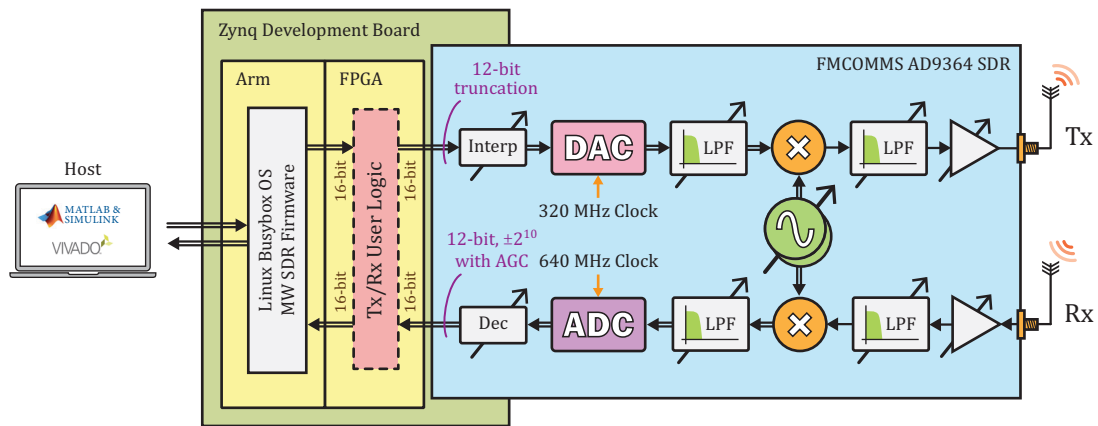 Zynq Development Board
Arm
FPGA
FMCOMMS AD9364 SDR
12-bit
truncation
Host
MATLAB &
SIMULINK
VIVADO
Linux Busybox OS
MW SDR Firmware
16-bit
16-bit
Tx/Rx User Logic
16-bit
16-bit
Interp
DAC
LPF
LPF
Tx
320 MHz Clock
12-bit, ±2¹⁰
with AGC
640 MHz Clock
Dec
ADC
LPF
LPF
Rx